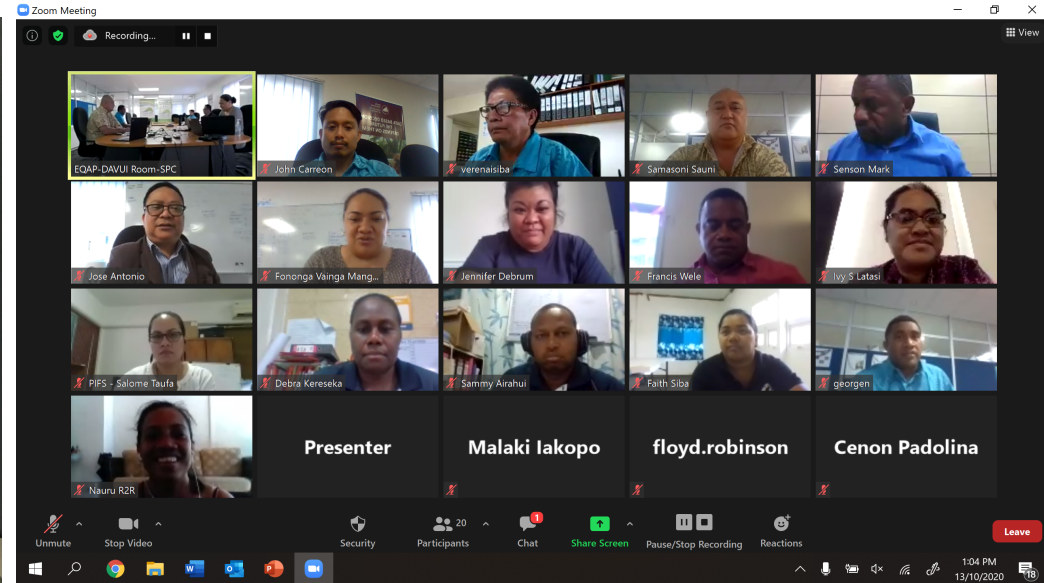 Zoom Meeting
Recording...
View
EQAP-DAVUI Room-SPC
John Carreon
verenaisiba
Samasoni Sauni
Senson Mark
Jose Antonio
Fononga Vainga Mang...
Jennifer Debrum
Francis Wele
Ivy S Latasi
PIFS - Salome Taufa
Debra Kereseka
Sammy Airahui
Faith Siba
georgen
Nauru R2R
Presenter
Malaki Iakopo
floyd.robinson
Cenon Padolina
Unmute
Stop Video
Security
20
Participants
1
Chat
Share Screen
Pause/Stop Recording
Reactions
Leave
1:04 PM
13/10/2020
18